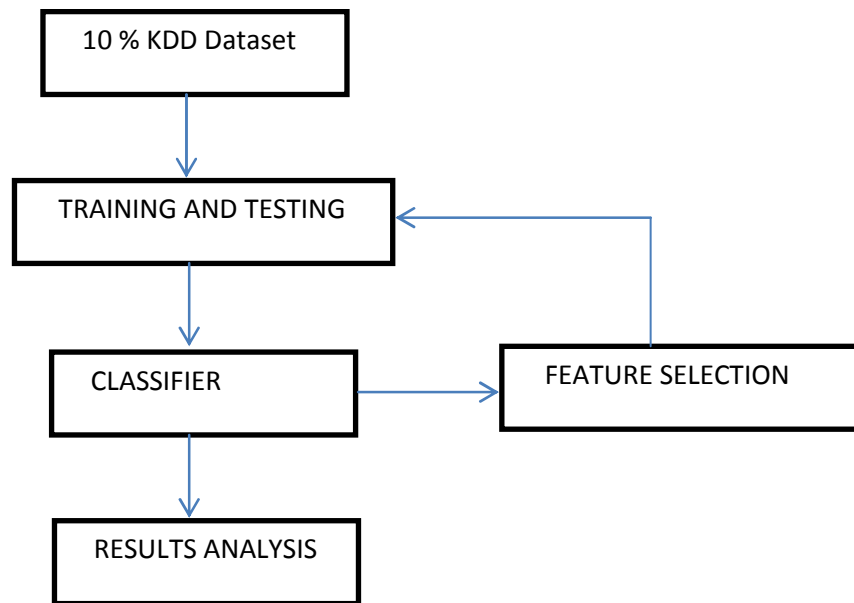 10 % KDD Dataset
TRAINING AND TESTING
CLASSIFIER
FEATURE SELECTION
RESULTS ANALYSIS